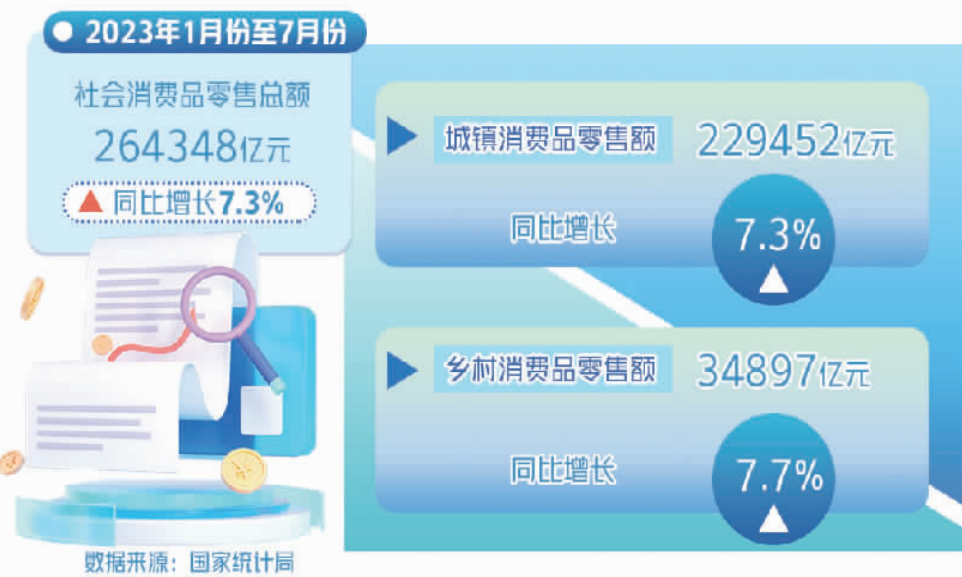 2023年1月份至7月份
社会消费品零售总额
264348亿元
同比增长7.3%
城镇消费品零售额 229452亿元
同比增长 7.3%
乡村消费品零售额 34897亿元
同比增长 7.7%
数据来源：国家统计局